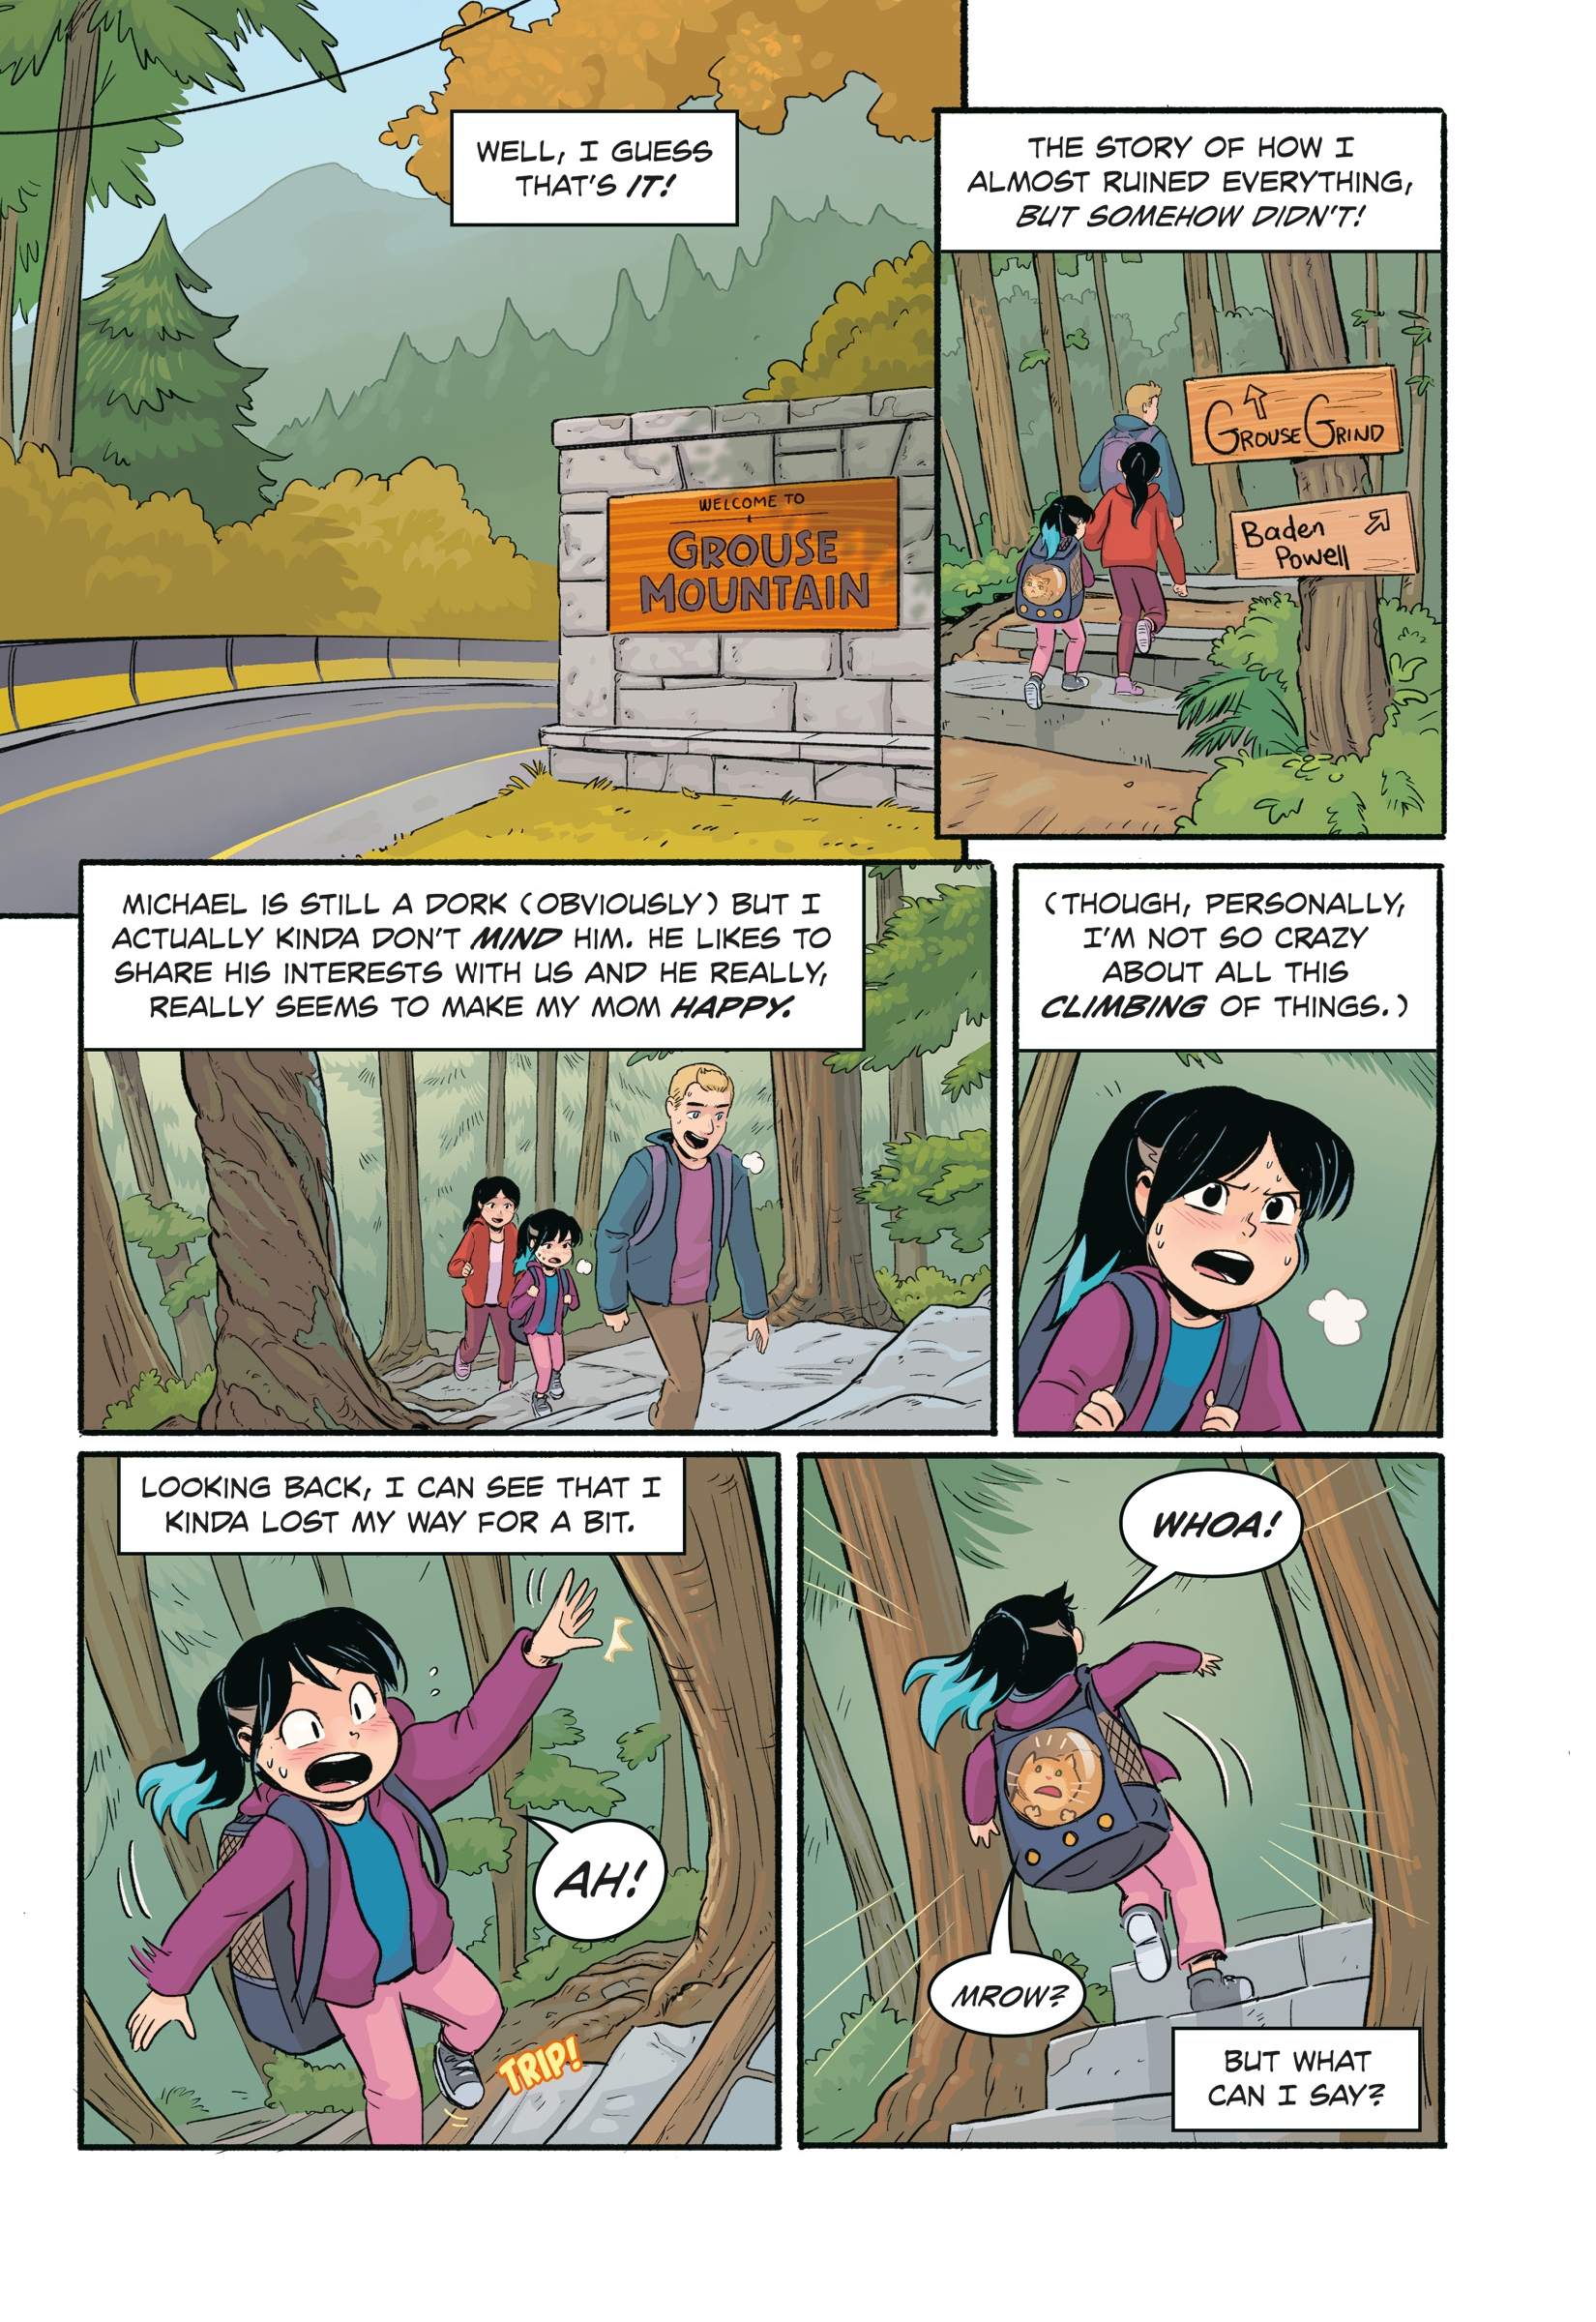 WELL, I GUESS
THAT'S IT!
WELCOME TO
GROUSE
MOUNTAIN
THE STORY OF HOW I
ALMOST RUINED EVERYTHING,
BUT SOMEHOW DIDN'T!
GROUSE GRIND
Baden
Powell
MICHAEL IS STILL A DORK (OBVIOUSLY) BUT I
ACTUALLY KINDA DON'T MIND HIM. HE LIKES TO
SHARE HIS INTERESTS WITH US AND HE REALLY,
REALLY SEEMS TO MAKE MY MOM HAPPY.
(THOUGH, PERSONALLY,
I'M NOT SO CRAZY
ABOUT ALL THIS
CLIMBING OF THINGS.)
LOOKING BACK, I CAN SEE THAT I
KINDA LOST MY WAY FOR A BIT.
AH!
TRIP!
WHOA!
MROW?
BUT WHAT
CAN I SAY?